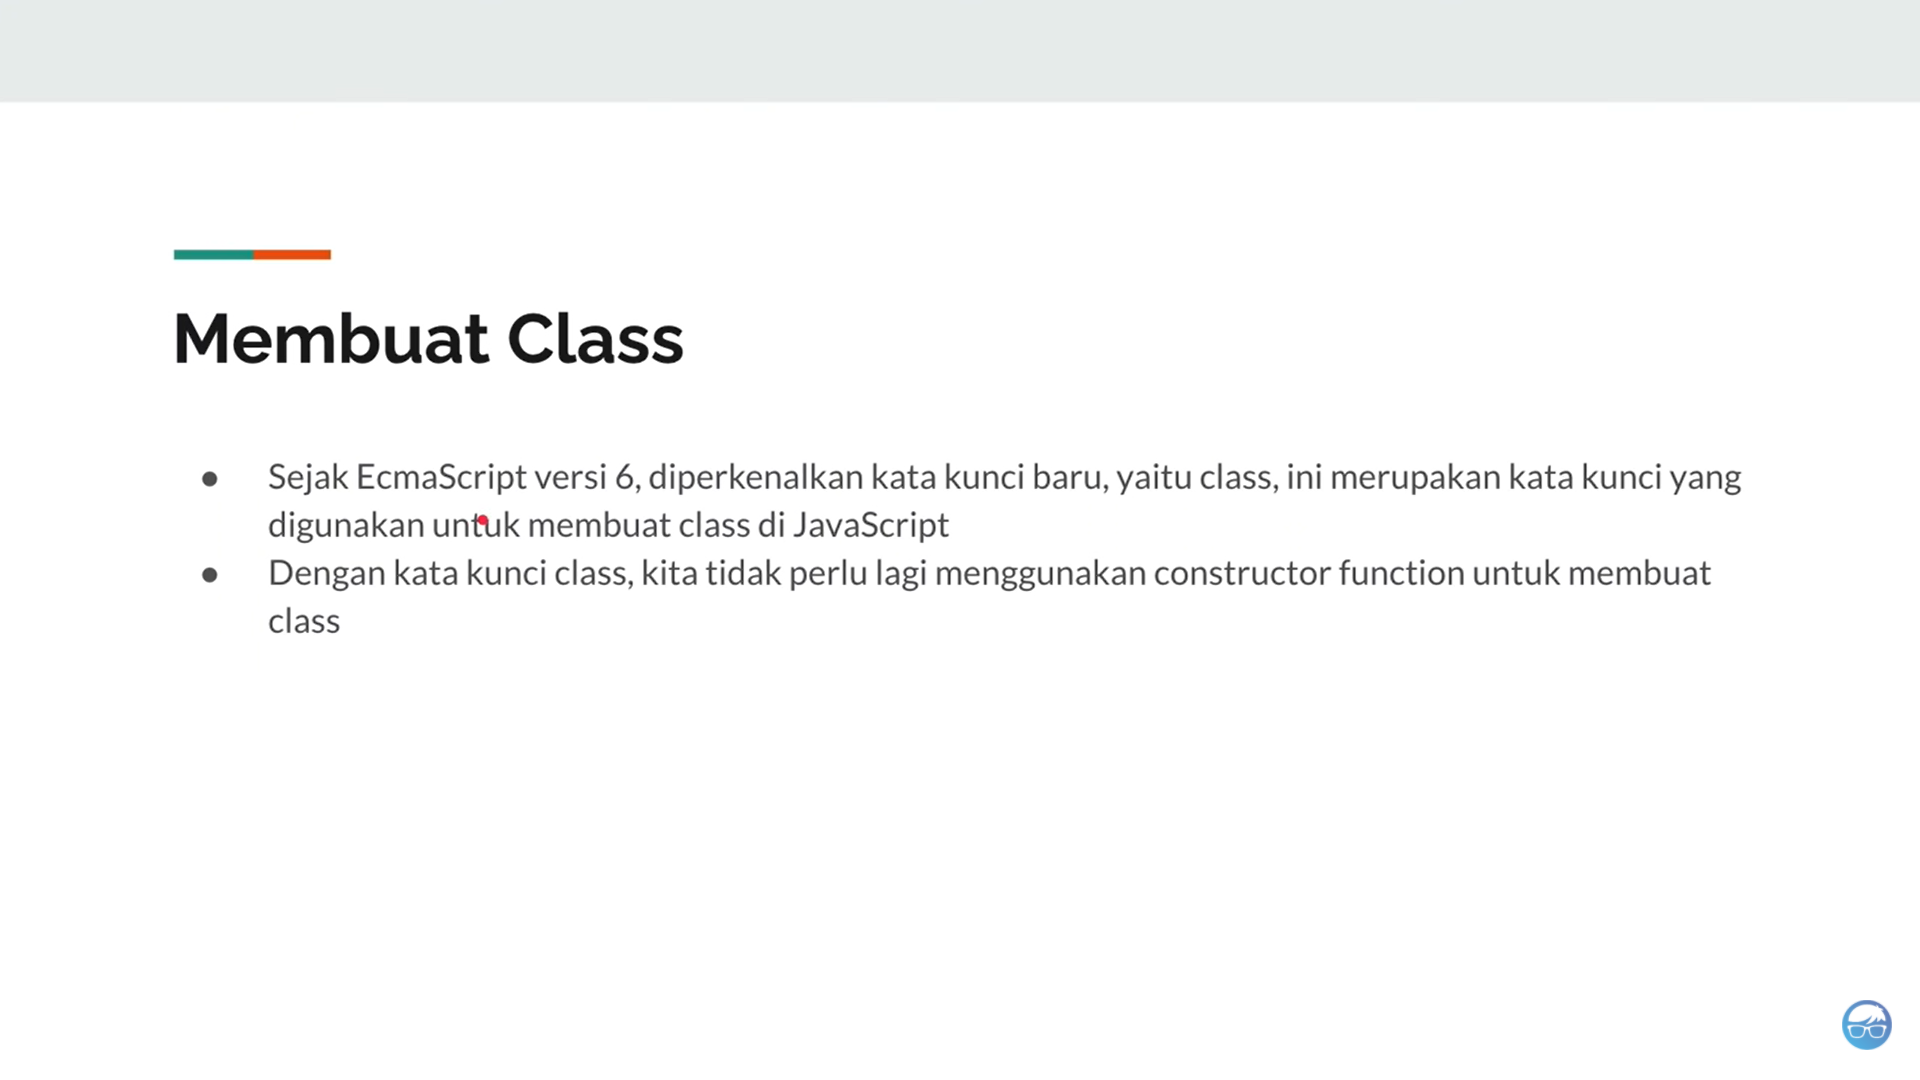 Membuat Class
● Sejak EcmaScript versi 6, diperkenalkan kata kunci baru, yaitu class, ini merupakan kata kunci yang
digunakan untuk membuat class di JavaScript
● Dengan kata kunci class, kita tidak perlu lagi menggunakan constructor function untuk membuat
class